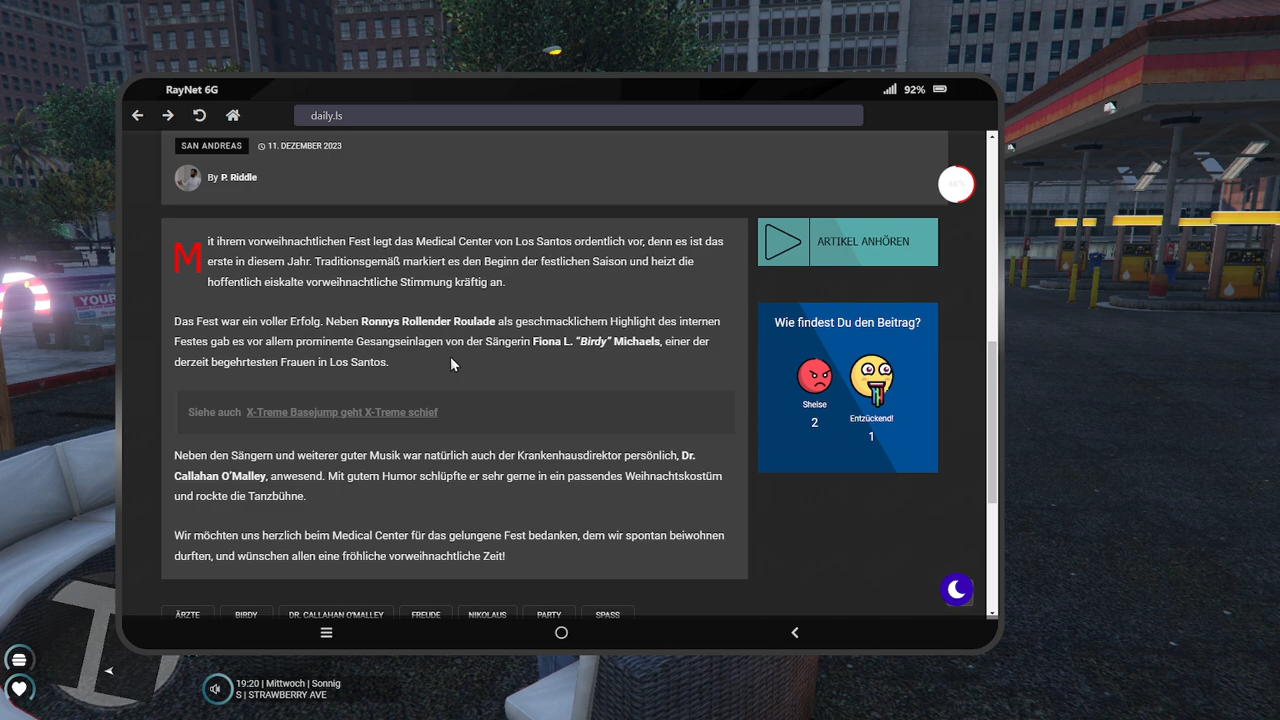 RayNet 6G
92%
daily.ls
SAN ANDREAS 11. DEZEMBER 2023
By P. Riddle
Mit ihrem vorweihnachtlichen Fest legt das Medical Center von Los Santos ordentlich vor, denn es ist das
erste in diesem Jahr. Traditionsgemäß markiert es den Beginn der festlichen Saison und heizt die
hoffentlich eiskalte vorweihnachtliche Stimmung kräftig an.
Das Fest war ein voller Erfolg. Neben Ronnys Rollender Roulade als geschmacklichem Highlight des internen
Festes gab es vor allem prominente Gesangseinlagen von der Sängerin Fiona L. "Birdy" Michaels, einer der
derzeit begehrtesten Frauen in Los Santos.
Siehe auch X-Treme Basejump geht X-Treme schief
Neben den Sängern und weiterer guter Musik war natürlich auch der Krankenhausdirektor persönlich, Dr.
Callahan O'Malley, anwesend. Mit gutem Humor schlüpfte er sehr gerne in ein passendes Weihnachtskostüm
und rockte die Tanzbühne.
Wir möchten uns herzlich beim Medical Center für das gelungene Fest bedanken, dem wir spontan beiwohnen
durften, und wünschen allen eine fröhliche vorweihnachtliche Zeit!
ÄRZTE BIRDY DR. CALLAHAN O'MALLEY FREUDE NIKOLAUS PARTY SPASS
ARTIKEL ANHÖREN
Wie findest Du den Beitrag?
Sheise
2
Entzückend!
1
YOUR
19:20 | Mittwoch | Sonnig
S | STRAWBERRY AVE